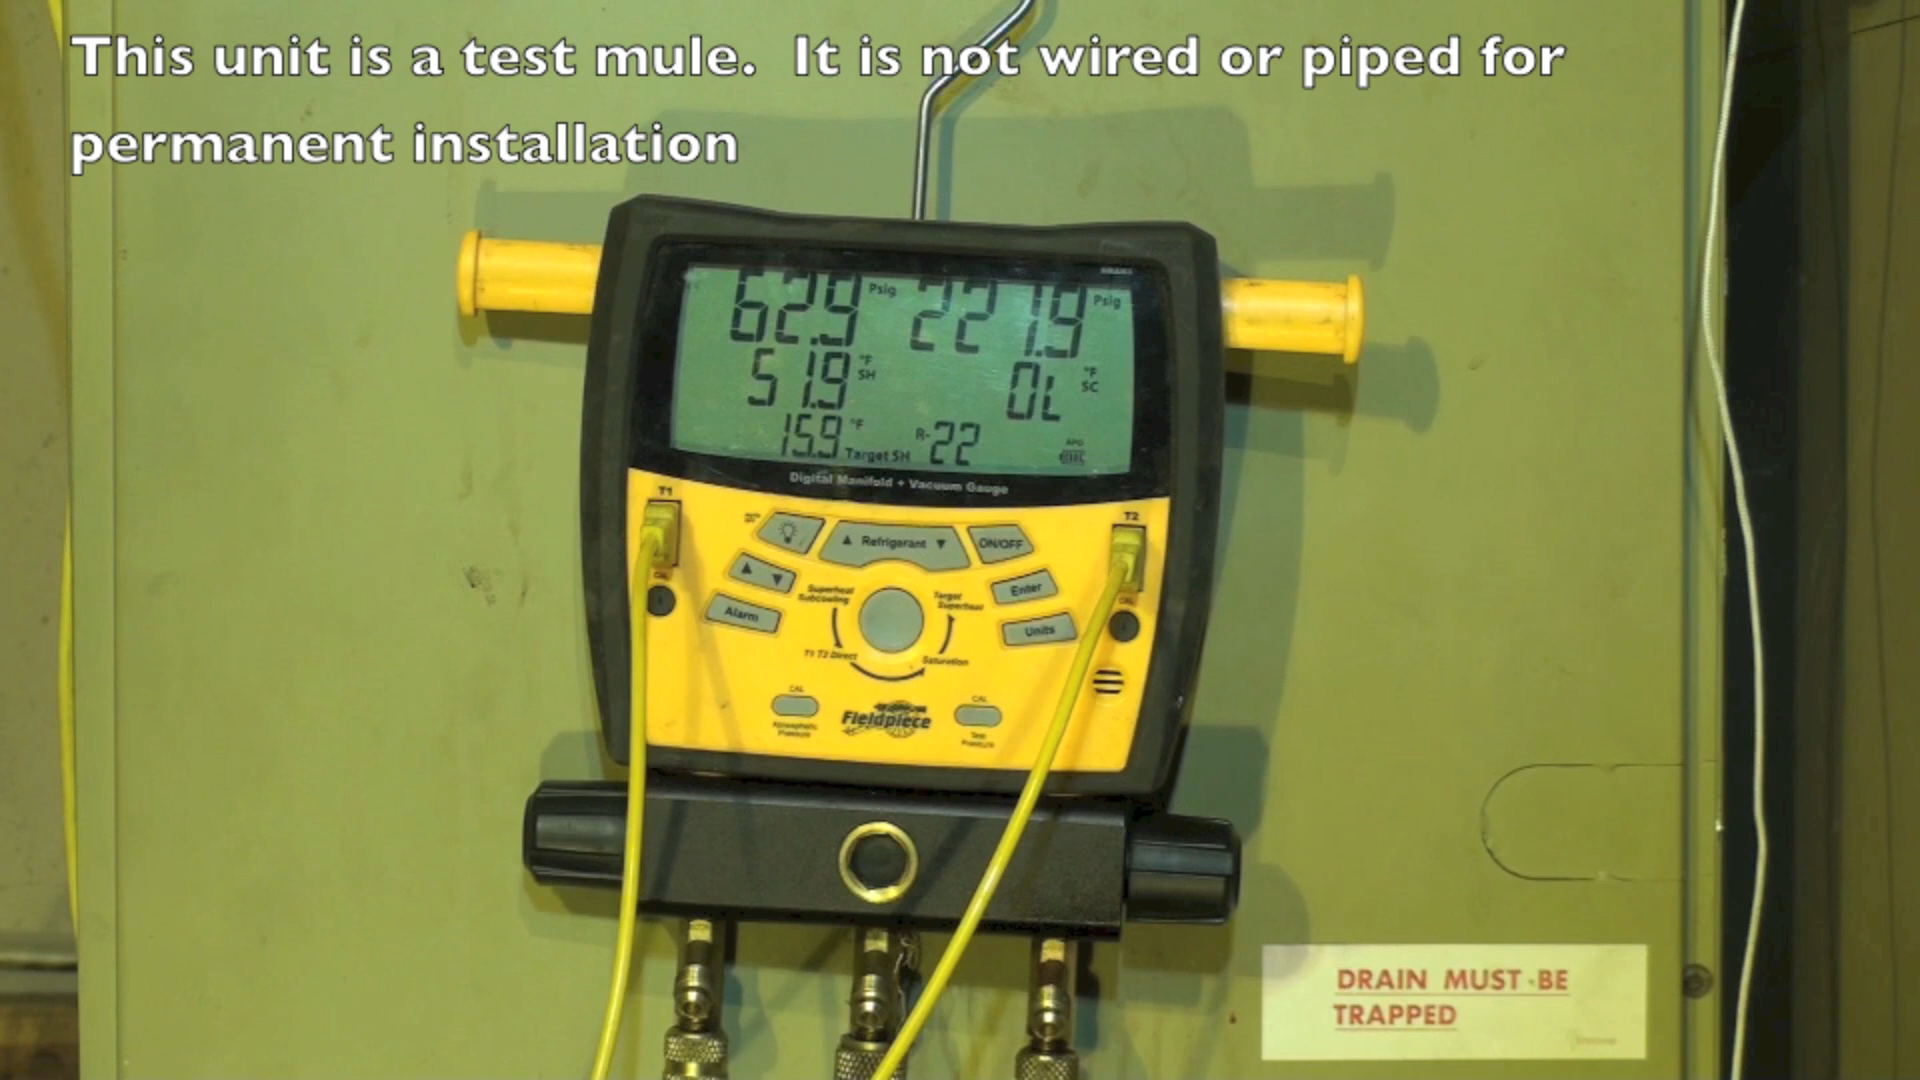 This unit is a test mule. It is not wired or piped for
permanent installation
62.9 Psig 221.9 Psig
51.9 °F SH 0L °F SC
15.9 °F Target SH R-22 APO
Digital Manifold + Vacuum Gauge
T1
T2
▲ Refrigerant ▼
ON/OFF
▲ ▼
Enter
Superheat
Subcooling
Target
Superheat
Alarm
Units
CAL
CAL
T1 T2 Direct
Saturation
CAL
CAL
Atmospheric
Pressure
Fieldpiece
Test
Pressure
DRAIN MUST BE
TRAPPED